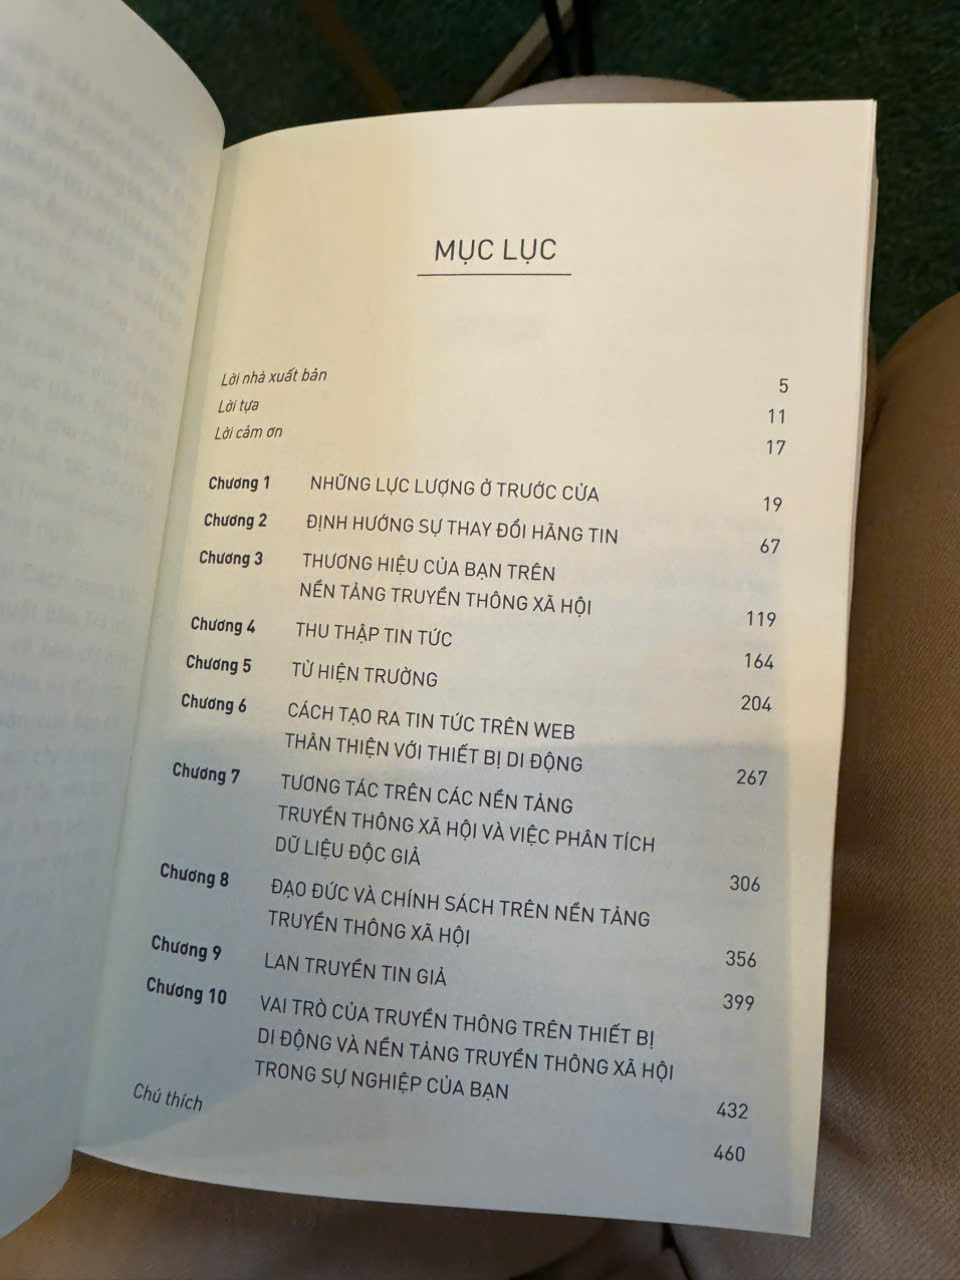 MỤC LỤC
Lời nhà xuất bản 5
Lời tựa 11
Lời cảm ơn 17
Chương 1 NHỮNG LỰC LƯỢNG Ở TRƯỚC CỬA 19
Chương 2 ĐỊNH HƯỚNG SỰ THAY ĐỔI HÃNG TIN 67
Chương 3 THƯƠNG HIỆU CỦA BẠN TRÊN
NỀN TẢNG TRUYỀN THÔNG XÃ HỘI 119
Chương 4 THU THẬP TIN TỨC 164
Chương 5 TỪ HIỆN TRƯỜNG 204
Chương 6 CÁCH TẠO RA TIN TỨC TRÊN WEB
THÂN THIỆN VỚI THIẾT BỊ DI ĐỘNG 267
Chương 7 TƯƠNG TÁC TRÊN CÁC NỀN TẢNG
TRUYỀN THÔNG XÃ HỘI VÀ VIỆC PHÂN TÍCH
DỮ LIỆU ĐỘC GIẢ 306
Chương 8 ĐẠO ĐỨC VÀ CHÍNH SÁCH TRÊN NỀN TẢNG
TRUYỀN THÔNG XÃ HỘI 356
Chương 9 LAN TRUYỀN TIN GIẢ 399
Chương 10 VAI TRÒ CỦA TRUYỀN THÔNG TRÊN THIẾT BỊ
DI ĐỘNG VÀ NỀN TẢNG TRUYỀN THÔNG XÃ HỘI
TRONG SỰ NGHIỆP CỦA BẠN 432
Chú thích 460